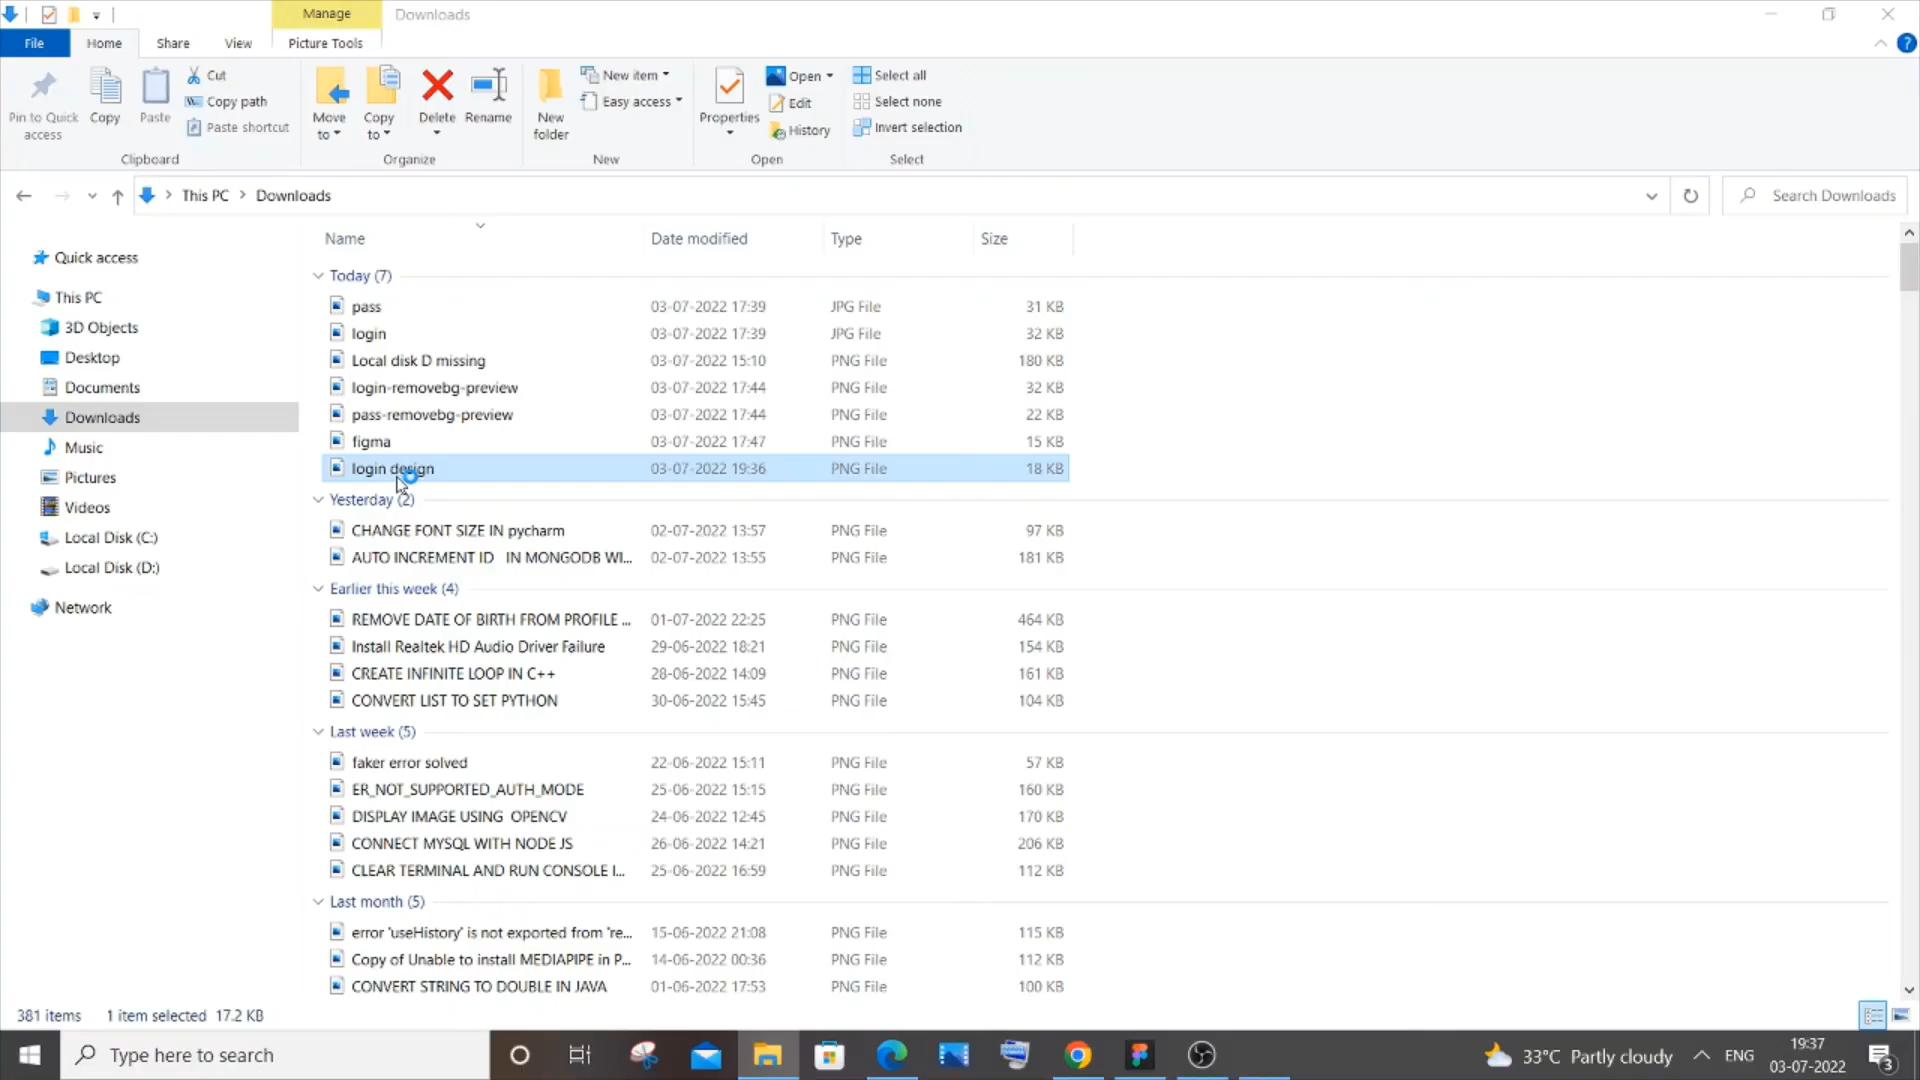 Manage
Downloads
File
Home
Share
View
Picture Tools
Pin to Quick access
Copy
Paste
Cut
Copy path
Paste shortcut
Clipboard
Move to
Copy to
Delete
Rename
Organize
New folder
New item
Easy access
New
Properties
Open
Edit
History
Open
Select all
Select none
Invert selection
Select
This PC
Downloads
Search Downloads
Name Date modified Type Size
Quick access
This PC
3D Objects
Desktop
Documents
Downloads
Music
Pictures
Videos
Local Disk (C:)
Local Disk (D:)
Network
Today (7)
pass 03-07-2022 17:39 JPG File 31 KB
login 03-07-2022 17:39 JPG File 32 KB
Local disk D missing 03-07-2022 15:10 PNG File 180 KB
login-removebg-preview 03-07-2022 17:44 PNG File 32 KB
pass-removebg-preview 03-07-2022 17:44 PNG File 22 KB
figma 03-07-2022 17:47 PNG File 15 KB
login design 03-07-2022 19:36 PNG File 18 KB
Yesterday (2)
CHANGE FONT SIZE IN pycharm 02-07-2022 13:57 PNG File 97 KB
AUTO INCREMENT ID IN MONGODB WI... 02-07-2022 13:55 PNG File 181 KB
Earlier this week (4)
REMOVE DATE OF BIRTH FROM PROFILE ... 01-07-2022 22:25 PNG File 464 KB
Install Realtek HD Audio Driver Failure 29-06-2022 18:21 PNG File 154 KB
CREATE INFINITE LOOP IN C++ 28-06-2022 14:09 PNG File 161 KB
CONVERT LIST TO SET PYTHON 30-06-2022 15:45 PNG File 104 KB
Last week (5)
faker error solved 22-06-2022 15:11 PNG File 57 KB
ER_NOT_SUPPORTED_AUTH_MODE 25-06-2022 15:15 PNG File 160 KB
DISPLAY IMAGE USING OPENCV 24-06-2022 12:45 PNG File 170 KB
CONNECT MYSQL WITH NODE JS 26-06-2022 14:21 PNG File 206 KB
CLEAR TERMINAL AND RUN CONSOLE I... 25-06-2022 16:59 PNG File 112 KB
Last month (5)
error 'useHistory' is not exported from 're... 15-06-2022 21:08 PNG File 115 KB
Copy of Unable to install MEDIAPIPE in P... 14-06-2022 00:36 PNG File 112 KB
CONVERT STRING TO DOUBLE IN JAVA 01-06-2022 17:53 PNG File 100 KB
381 items 1 item selected 17.2 KB
Type here to search
33°C Partly cloudy
ENG
19:37
03-07-2022
3